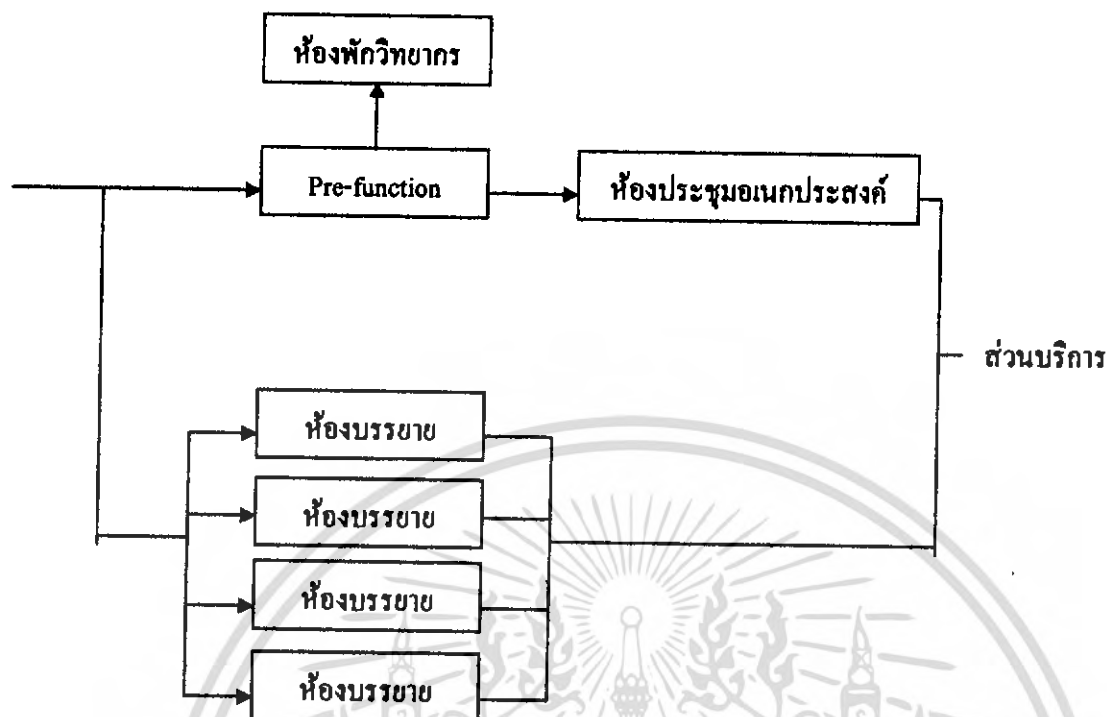 ห้องพักวิทยากร
Pre-function
ห้องประชุมอเนกประสงค์
ส่วนบริการ
ห้องบรรยาย
ห้องบรรยาย
ห้องบรรยาย
ห้องบรรยาย